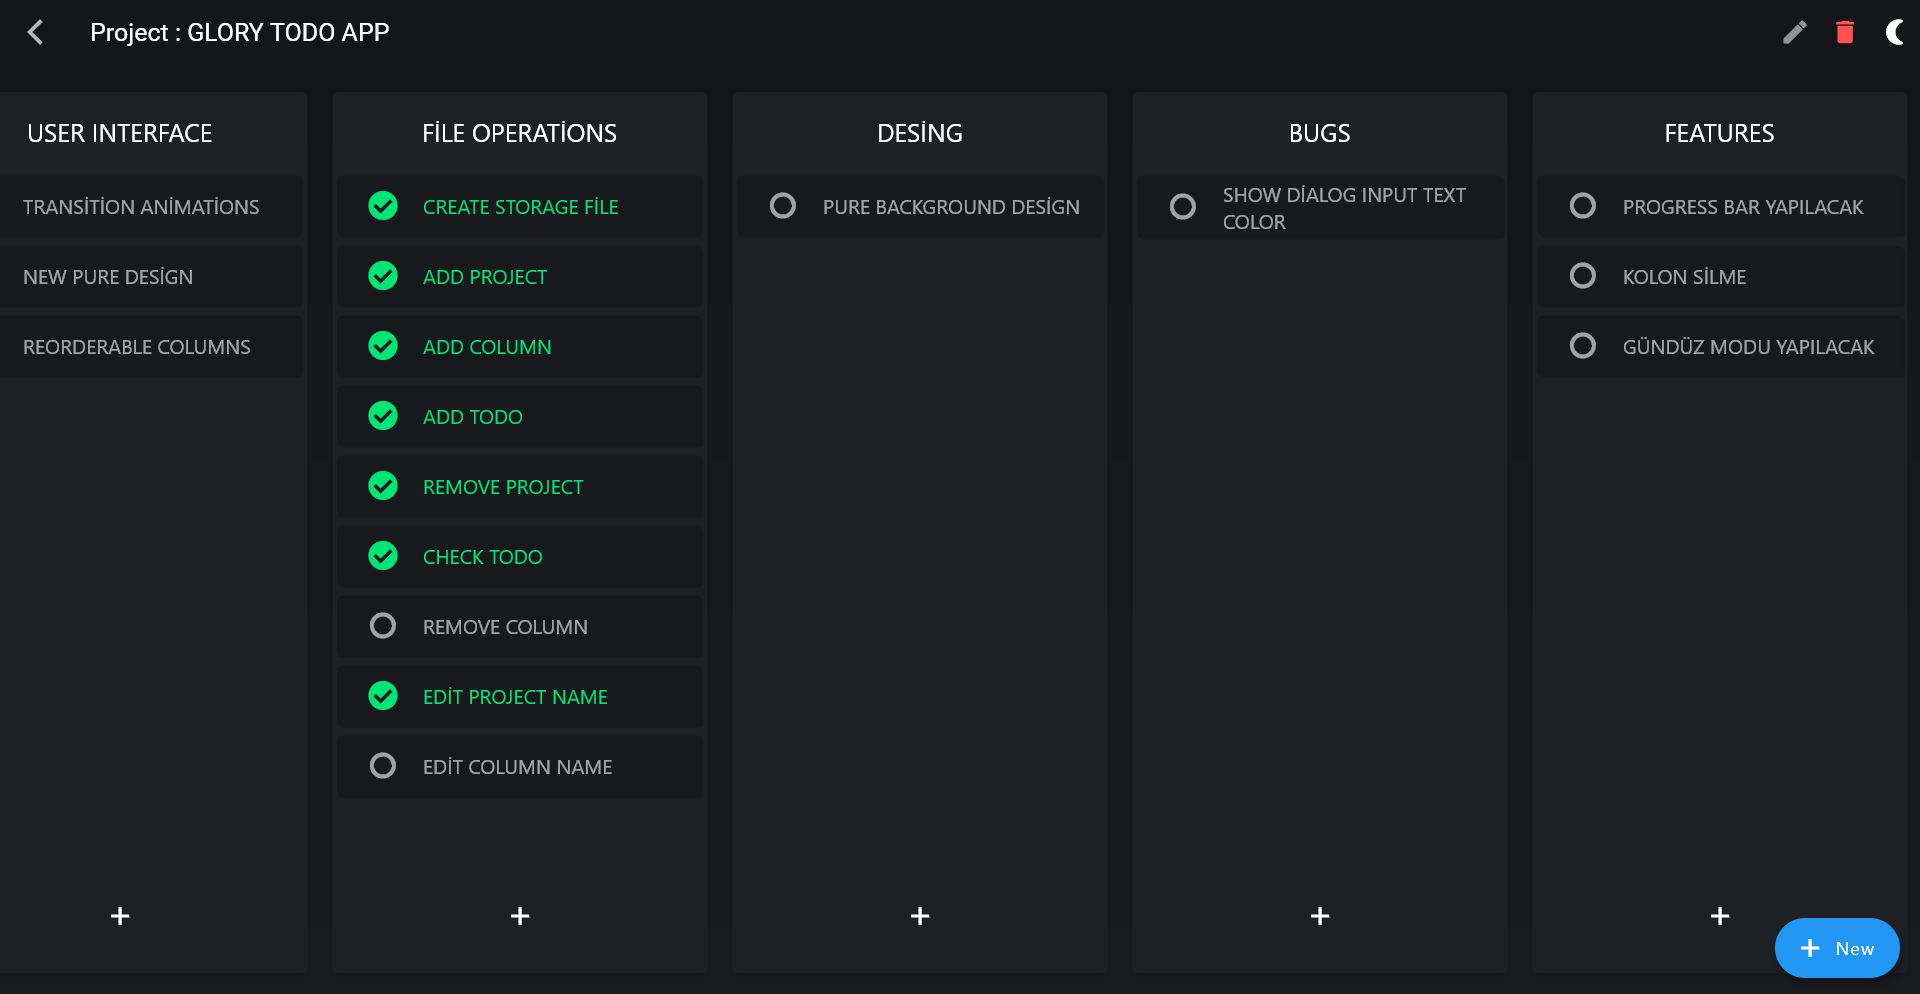 Project : GLORY TODO APP
USER INTERFACE
TRANSİTİON ANİMATİONS
NEW PURE DESİGN
REORDERABLE COLUMNS
FİLE OPERATİONS
CREATE STORAGE FİLE
ADD PROJECT
ADD COLUMN
ADD TODO
REMOVE PROJECT
CHECK TODO
REMOVE COLUMN
EDİT PROJECT NAME
EDİT COLUMN NAME
DESİNG
PURE BACKGROUND DESİGN
BUGS
SHOW DİALOG INPUT TEXT
COLOR
FEATURES
PROGRESS BAR YAPILACAK
KOLON SİLME
GÜNDÜZ MODU YAPILACAK
New